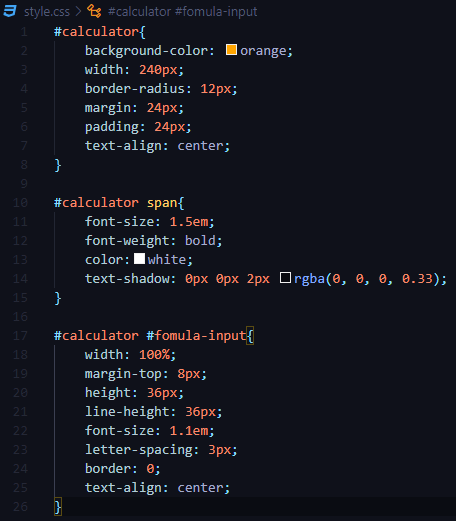 style.css > #calculator #fomula-input
1 #calculator{
2 background-color: orange;
3 width: 240px;
4 border-radius: 12px;
5 margin: 24px;
6 padding: 24px;
7 text-align: center;
8 }
9
10 #calculator span{
11 font-size: 1.5em;
12 font-weight: bold;
13 color: white;
14 text-shadow: 0px 0px 2px rgba(0, 0, 0, 0.33);
15 }
16
17 #calculator #fomula-input{
18 width: 100%;
19 margin-top: 8px;
20 height: 36px;
21 line-height: 36px;
22 font-size: 1.1em;
23 letter-spacing: 3px;
24 border: 0;
25 text-align: center;
26 }